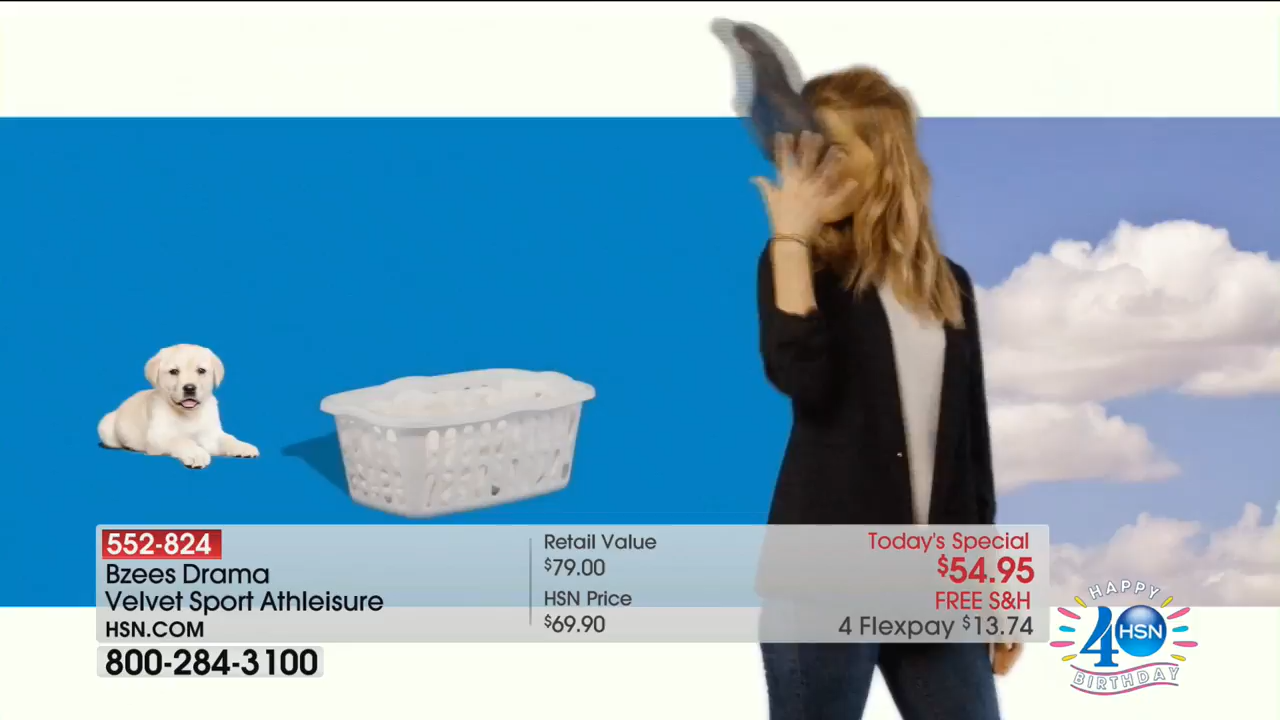 552-824
Bzees Drama
Velvet Sport Athleisure
HSN.COM
800-284-3100
Retail Value
$79.00
HSN Price
$69.90
Today's Special
$54.95
FREE S&H
4 Flexpay $13.74
HAPPY
40 HSN
BIRTHDAY